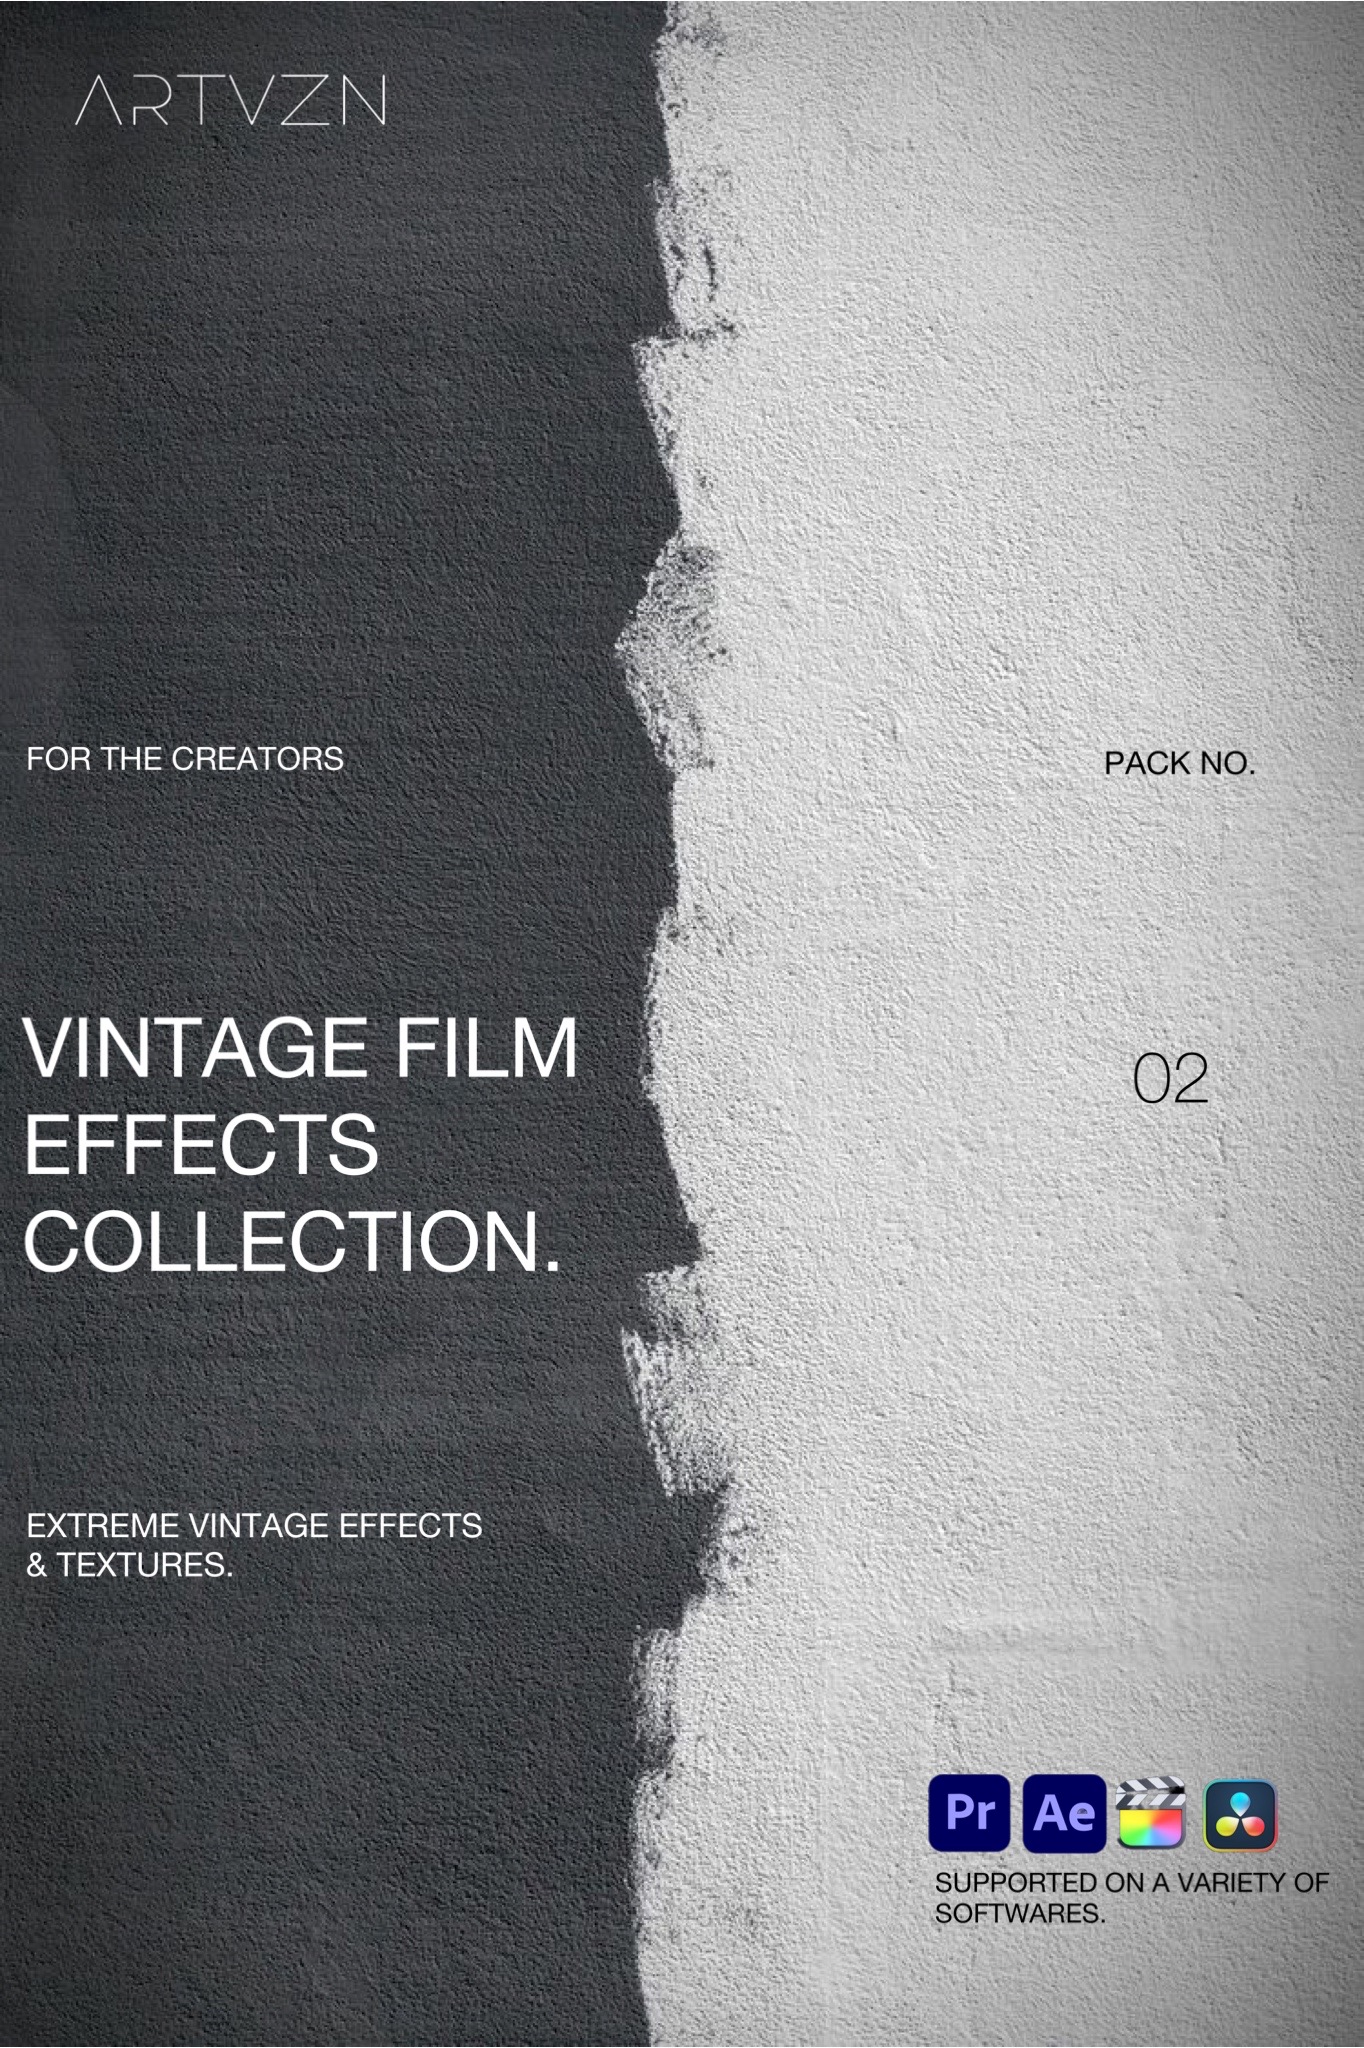 ARTVZN
FOR THE CREATORS
PACK NO.
VINTAGE FILM
EFFECTS
COLLECTION.
02
EXTREME VINTAGE EFFECTS
& TEXTURES.
Pr Ae
SUPPORTED ON A VARIETY OF
SOFTWARES.